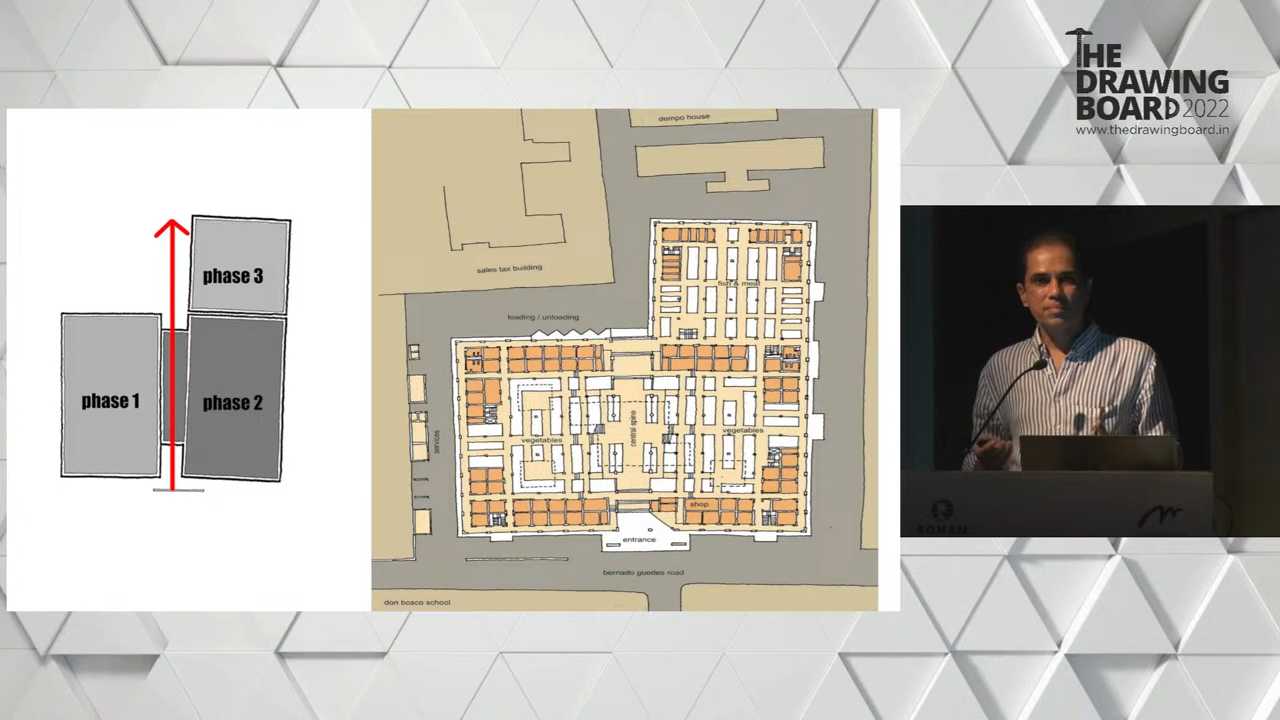 THE
DRAWING
BOARD 2022
www.thedrawingboard.in
phase 3
phase 1
phase 2
dempo house
sales tax building
fish & meat
loading / unloading
services
vegetables
central spine
vegetables
shop
entrance
bernado guedes road
don bosco school
ROHAN